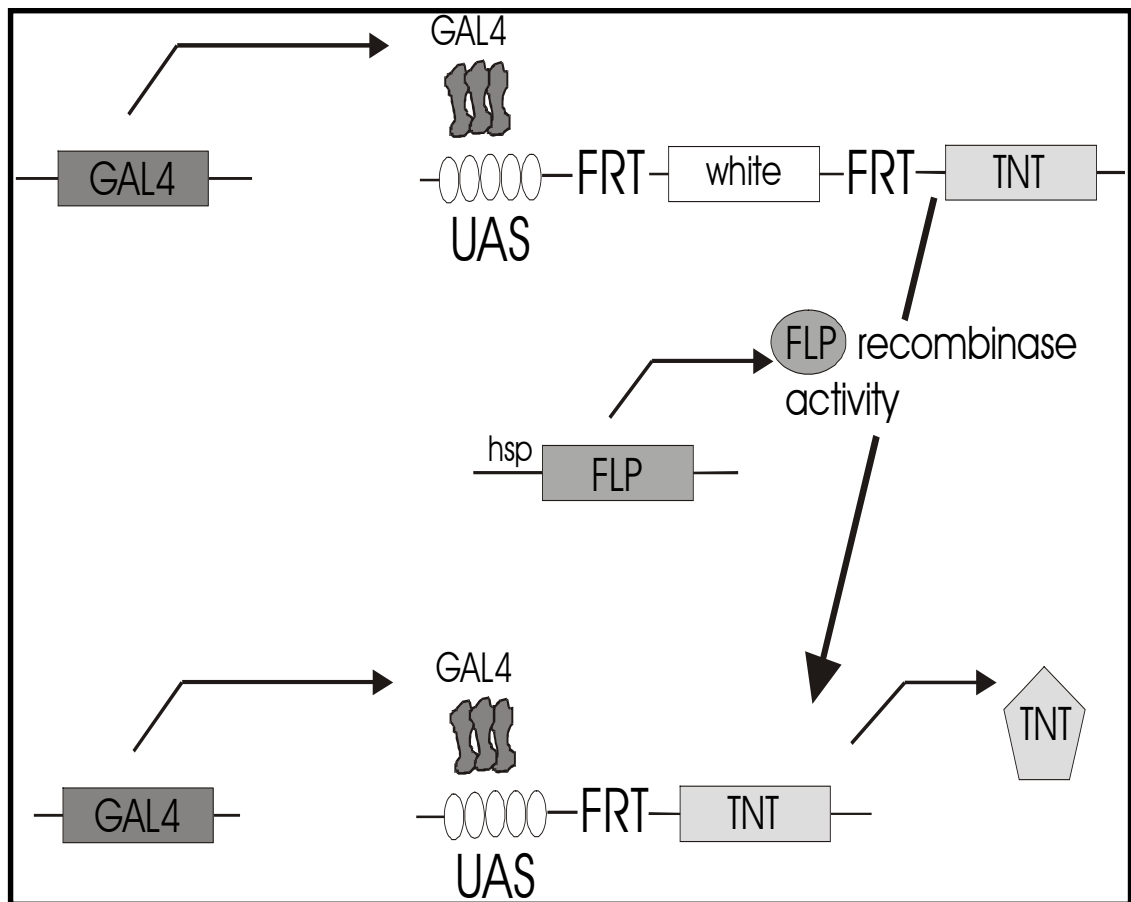 GAL4
GAL4
FRT
white
FRT
TNT
UAS
FLP recombinase
activity
hsp
FLP
GAL4
TNT
GAL4
FRT
TNT
UAS